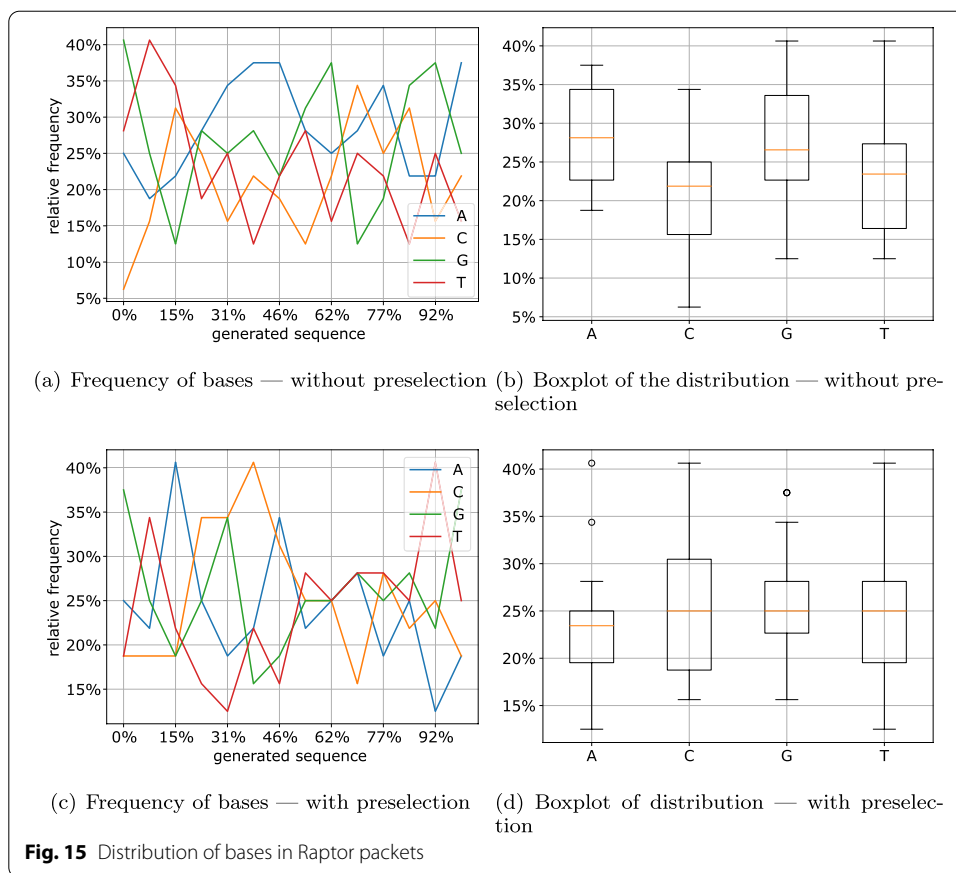 40%
35%
30%
25%
20%
15%
10%
5%
relative frequency
0% 15% 31% 46% 62% 77% 92%
generated sequence
A
C
G
T
40%
35%
30%
25%
20%
15%
10%
5%
A C G T
(a) Frequency of bases — without preselection
(b) Boxplot of the distribution — without pre-
selection
40%
35%
30%
25%
20%
15%
relative frequency
0% 15% 31% 46% 62% 77% 92%
generated sequence
A
C
G
T
40%
35%
30%
25%
20%
15%
A C G T
(c) Frequency of bases — with preselection
(d) Boxplot of distribution — with preselec-
tion
Fig. 15 Distribution of bases in Raptor packets